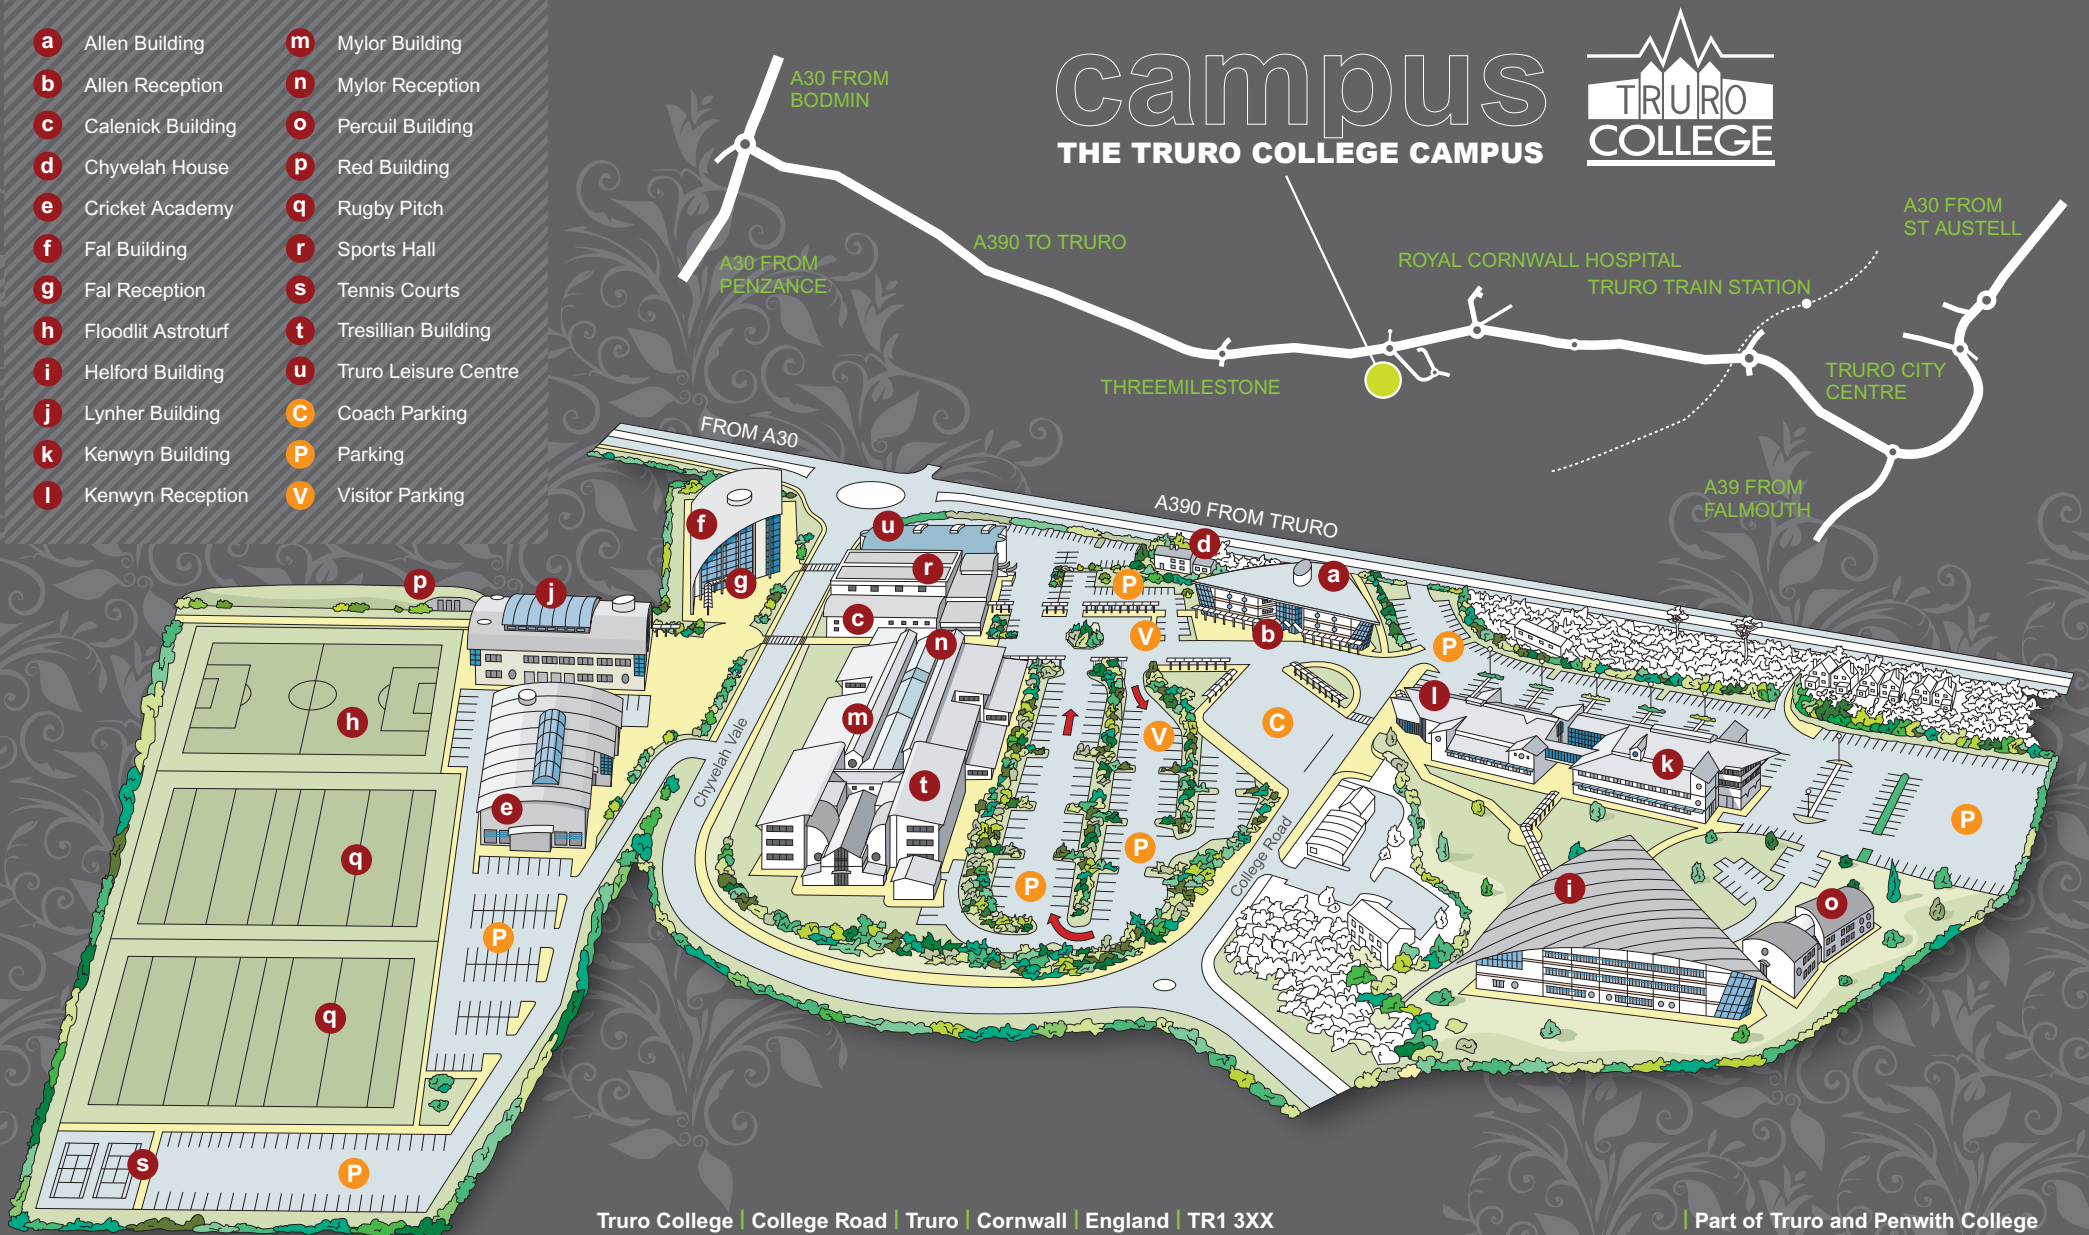 a Allen Building
b Allen Reception
c Calenick Building
d Chyvelah House
e Cricket Academy
f Fal Building
g Fal Reception
h Floodlit Astroturf
i Helford Building
j Lynher Building
k Kenwyn Building
l Kenwyn Reception
m Mylor Building
n Mylor Reception
o Percuil Building
p Red Building
q Rugby Pitch
r Sports Hall
s Tennis Courts
t Tresillian Building
u Truro Leisure Centre
C Coach Parking
P Parking
V Visitor Parking
campus
THE TRURO COLLEGE CAMPUS
TRURO
COLLEGE
A30 FROM
BODMIN
A30 FROM
PENZANCE
A390 TO TRURO
THREEMILESTONE
ROYAL CORNWALL HOSPITAL
TRURO TRAIN STATION
A30 FROM
ST AUSTELL
TRURO CITY
CENTRE
A39 FROM
FALMOUTH
FROM A30
A390 FROM TRURO
f
u
d
g
r
a
p
j
P
c
n
V
b
P
l
h
m
V
C
k
t
e
P
P
q
P
i
o
P
q
s
P
Chyvelah Vale
College Road
Truro College | College Road | Truro | Cornwall | England | TR1 3XX
| Part of Truro and Penwith College